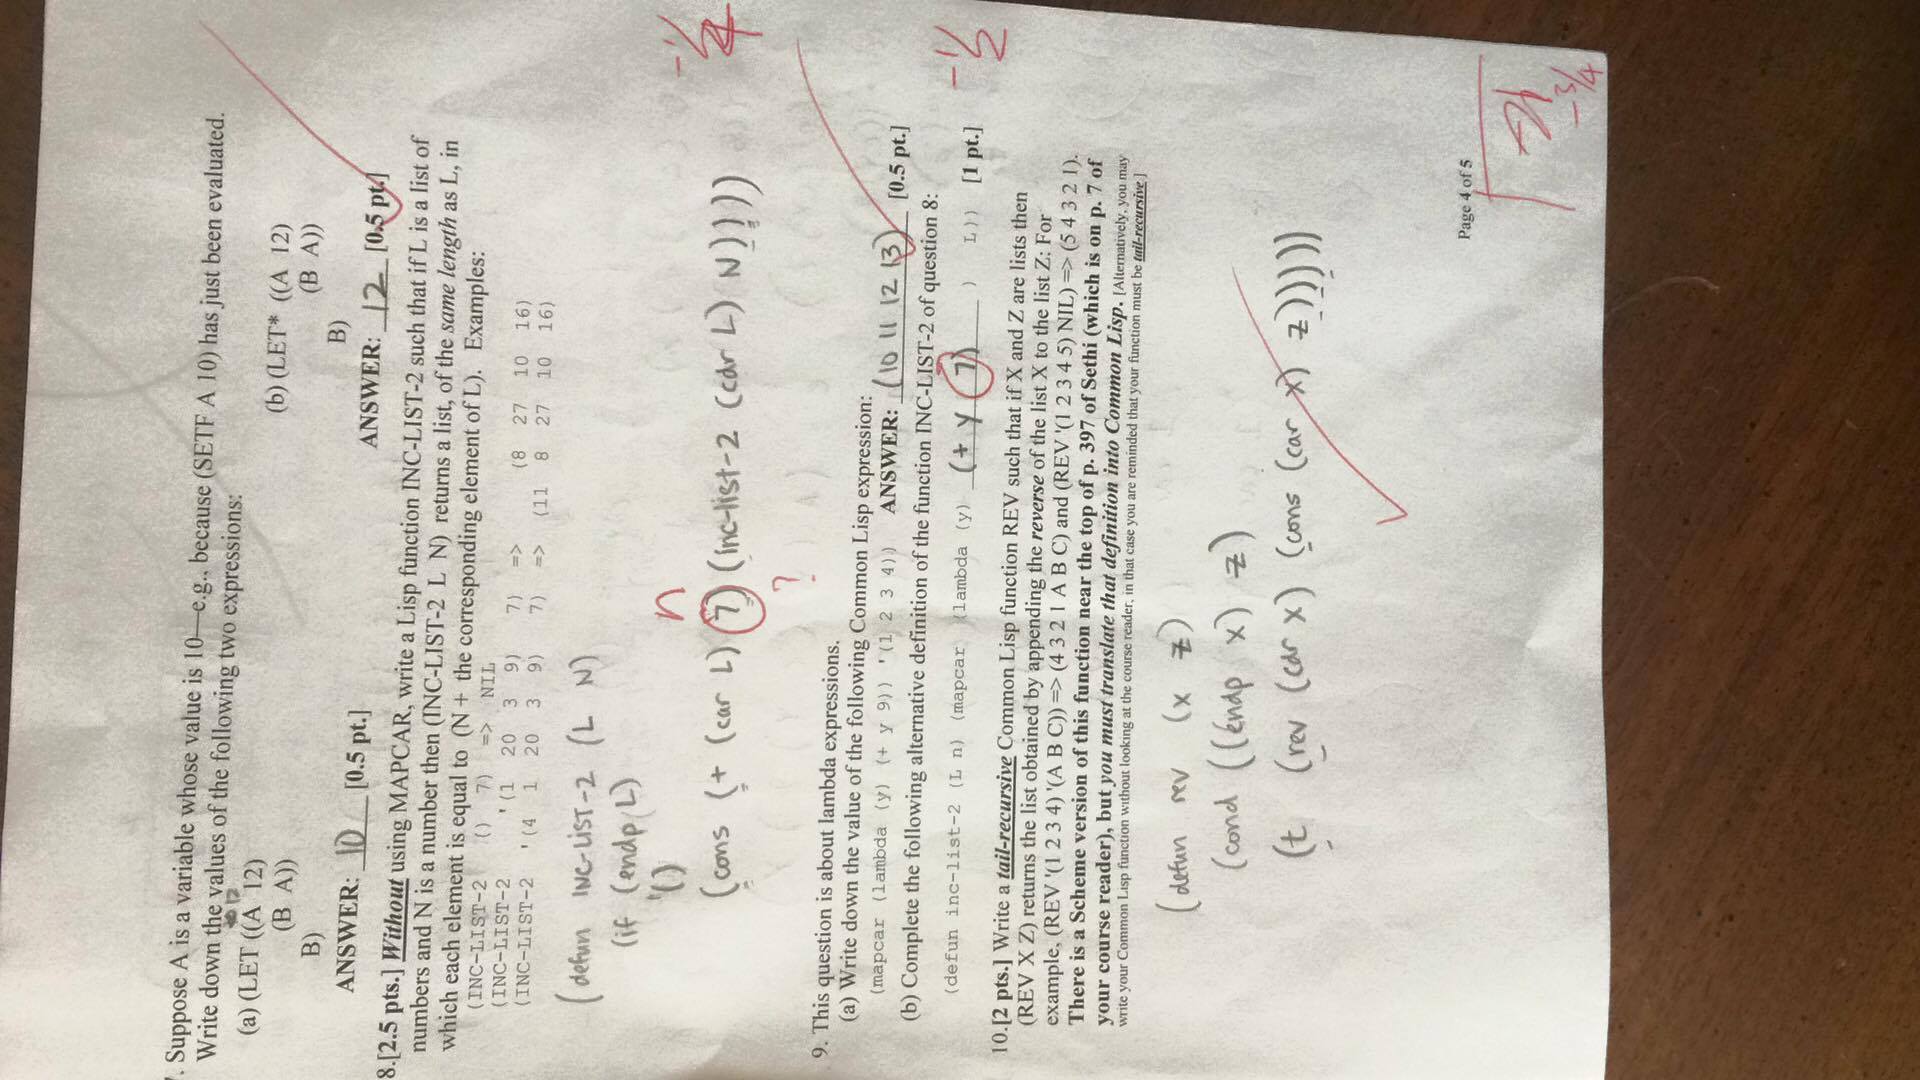 . Suppose A is a variable whose value is 10—e.g., because (SETF A 10) has just been evaluated.
Write down the values of the following two expressions:
10 12
(a) (LET ((A 12)
(B A))
B)
ANSWER: 10 [0.5 pt.]
(b) (LET* ((A 12)
(B A))
B)
ANSWER: 12 [0.5 pt.]
8.[2.5 pts.] Without using MAPCAR, write a Lisp function INC-LIST-2 such that if L is a list of
numbers and N is a number then (INC-LIST-2 L N) returns a list, of the same length as L, in
which each element is equal to (N + the corresponding element of L). Examples:
(INC-LIST-2 () 7) => NIL
(INC-LIST-2 '(1 20 3 9) 7) => (8 27 10 16)
(INC-LIST-2 '(4 1 20 3 9) 7) => (11 8 27 10 16)
(defun INC-LIST-2 (L N)
(if (endp L)
'()
n
(cons (+ (car L) 7) (inc-list-2 (cdr L) N))))
-1/4
?
9. This question is about lambda expressions.
(a) Write down the value of the following Common Lisp expression:
(mapcar (lambda (y) (+ y 9)) '(1 2 3 4)) ANSWER: (10 11 12 13) [0.5 pt.]
(b) Complete the following alternative definition of the function INC-LIST-2 of question 8:
(defun inc-list-2 (L n) (mapcar (lambda (y) (+ y 7) ) L)) [1 pt.]
-1/2
10.[2 pts.] Write a tail-recursive Common Lisp function REV such that if X and Z are lists then
(REV X Z) returns the list obtained by appending the reverse of the list X to the list Z: For
example, (REV '(1 2 3 4) '(A B C)) => (4 3 2 1 A B C) and (REV '(1 2 3 4 5) NIL) => (5 4 3 2 1).
There is a Scheme version of this function near the top of p. 397 of Sethi (which is on p. 7 of
your course reader), but you must translate that definition into Common Lisp. [Alternatively, you may
write your Common Lisp function without looking at the course reader, in that case you are reminded that your function must be tail-recursive.]
(defun rev (x z)
(cond ((endp x) z)
(t (rev (cdr x) (cons (car x) z)))))
Page 4 of 5
-3/4